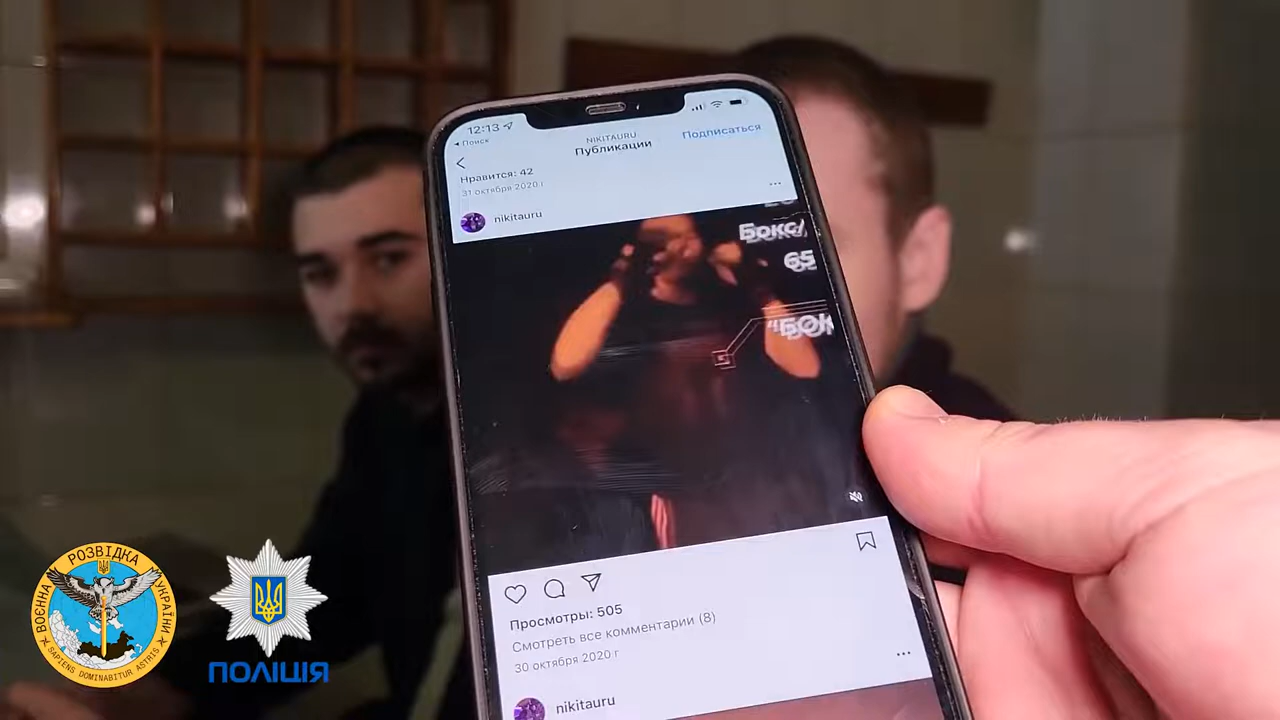 12:13
Поиск
NIKITAURU
Публикации
Подписаться
Нравится: 42
31 октября 2020 г.
nikitauru
Бокс/
65
"БОК
Просмотры: 505
Смотреть все комментарии (8)
30 октября 2020 г
nikitauru
ВОЄННА РОЗВІДКА УКРАЇНИ
SAPIENS DOMINABITUR ASTRIS
ПОЛІЦІЯ